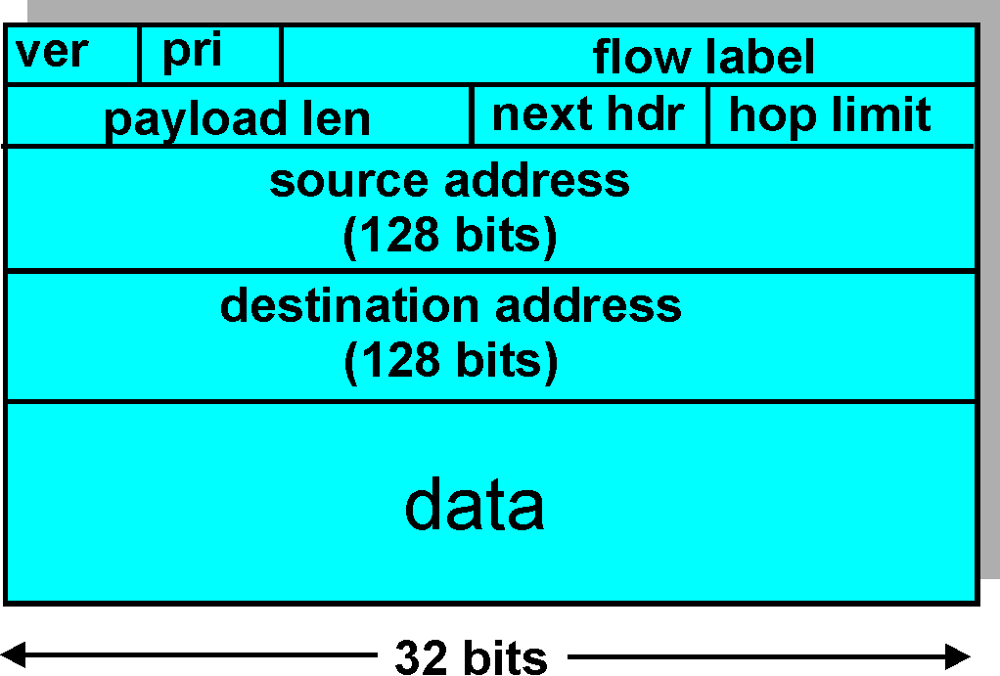 ver pri flow label
payload len next hdr hop limit
source address
(128 bits)
destination address
(128 bits)
data
32 bits